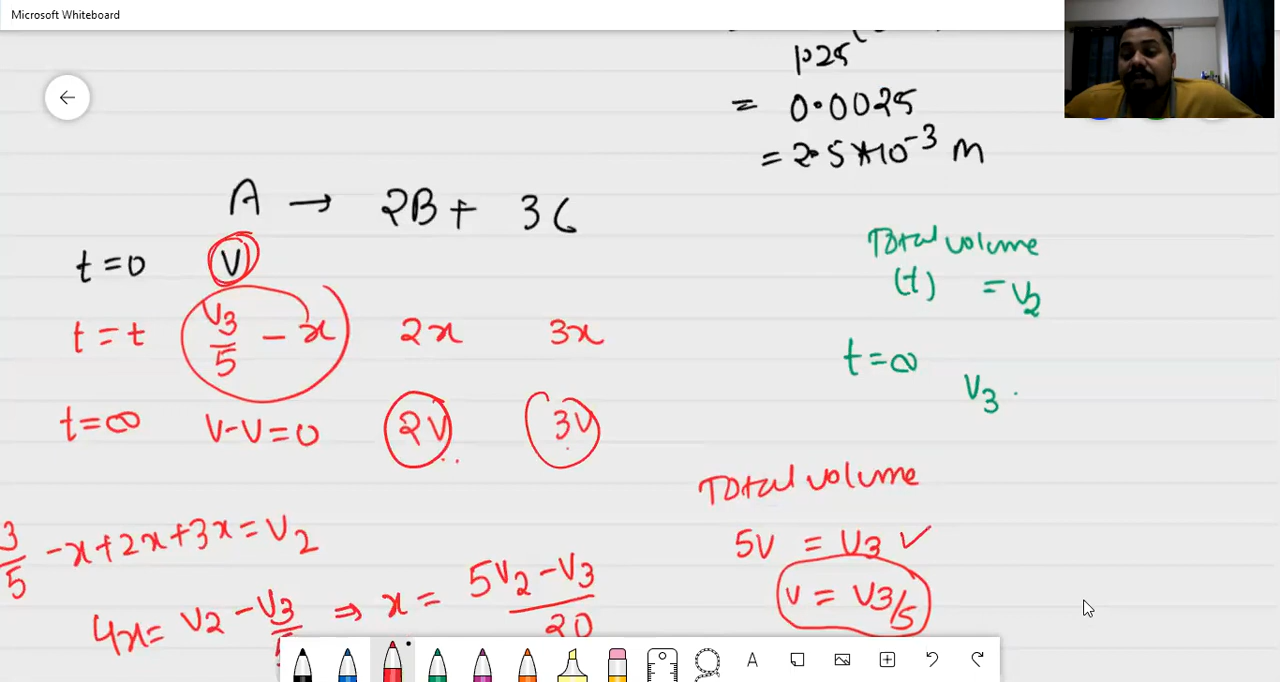 Microsoft Whiteboard
1.25
= 0.0025
= 2.5*10^-3 M
A → 2B + 3C
t=0 V
t=t V3/5 - x 2x 3x
t=∞ V-V=0 2V 3V
Total volume
(t) = V2
t=∞
V3
Total volume
5V = V3 ✓
V = V3/5
3/5 -x+2x+3x=V2
4x= V2 - V3/5 ⇒ x = 5V2-V3/20
A